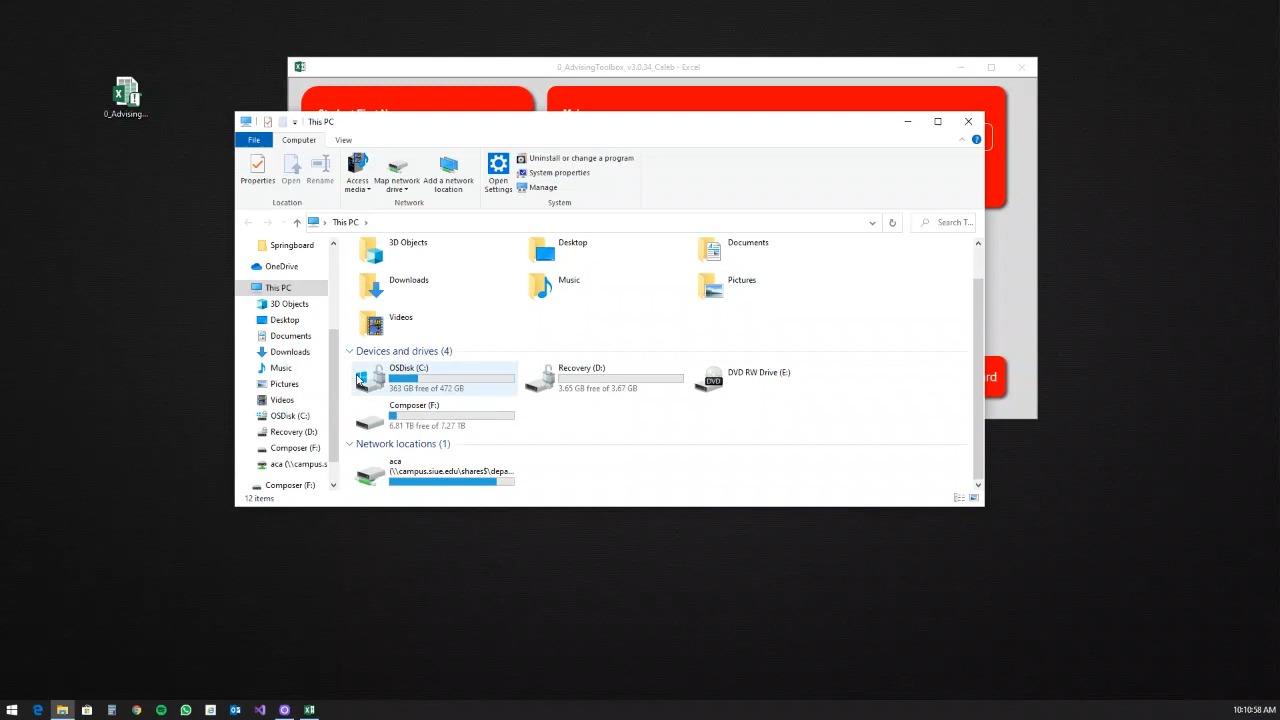 0_AdvisingToolbox_v3.0.34_Caleb - Excel
0_Advising...
This PC
File
Computer
View
Properties
Open
Rename
Access media
Map network drive
Add a network location
Open Settings
Uninstall or change a program
System properties
Manage
Location
Network
System
This PC
Search T...
Springboard
OneDrive
This PC
3D Objects
Desktop
Documents
Downloads
Music
Pictures
Videos
OSDisk (C:)
Recovery (D:)
Composer (F:)
aca (\\campus.s
Composer (F:)
3D Objects
Desktop
Documents
Downloads
Music
Pictures
Videos
Devices and drives (4)
OSDisk (C:)
363 GB free of 472 GB
Recovery (D:)
3.65 GB free of 3.67 GB
DVD RW Drive (E:)
DVD
Composer (F:)
6.81 TB free of 7.27 TB
Network locations (1)
aca
(\\campus.siue.edu\shares$\depa...
12 items
rd
10:10:58 AM